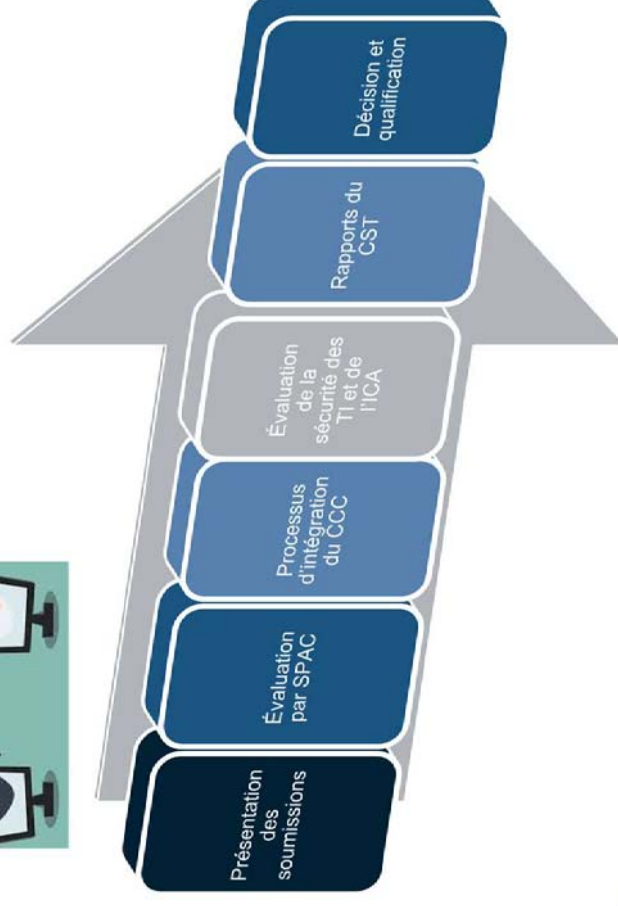 Présentation
des
soumissions
Évaluation
par SPAC
Processus
d'intégration
du CCC
Évaluation
de la
sécurité des
TI et de
l'ICA
Rapports du
CST
Décision et
qualification